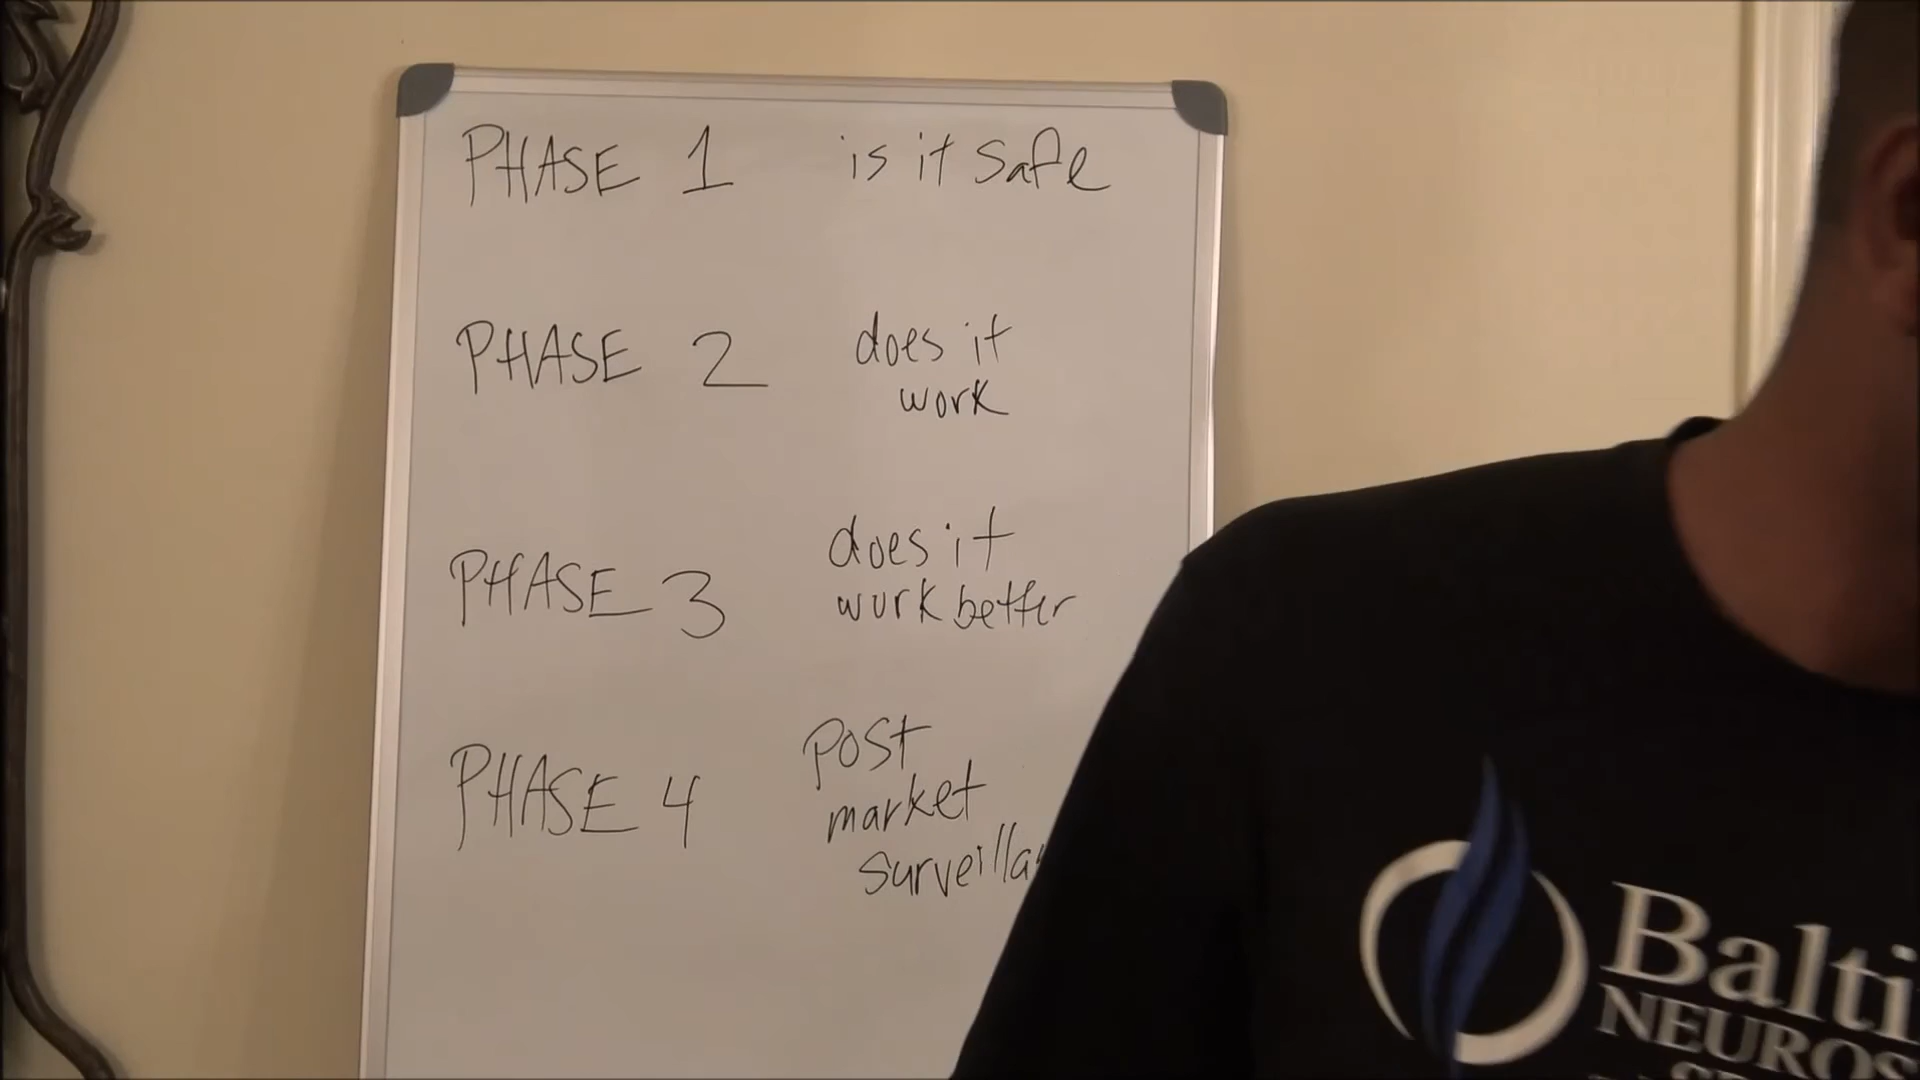 PHASE 1 is it safe
PHASE 2 does it
work
PHASE 3 does it
work better
PHASE 4 post
market
surveilla
Balti
NEUROS